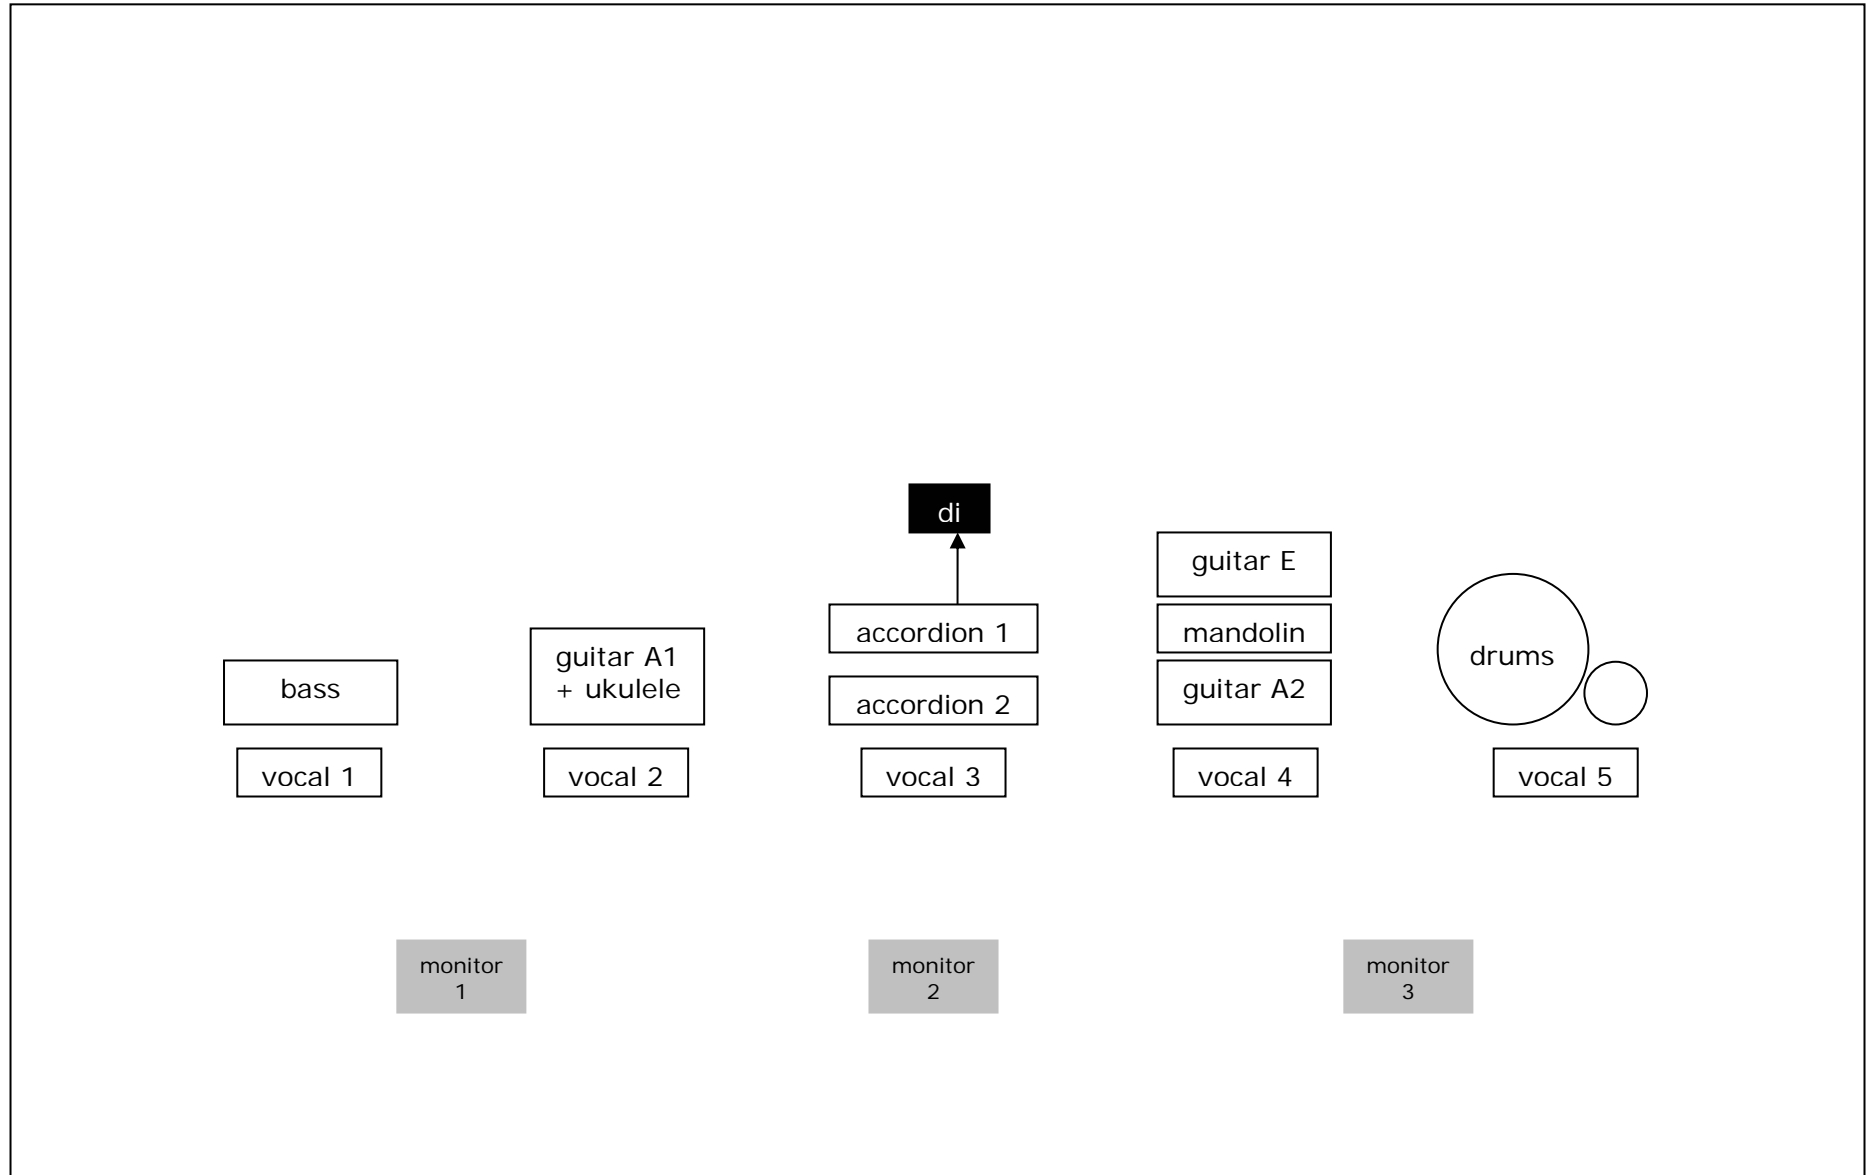 di
guitar E
accordion 1
mandolin
guitar A1
+ ukulele
drums
bass
accordion 2
guitar A2
vocal 1
vocal 2
vocal 3
vocal 4
vocal 5
monitor
1
monitor
2
monitor
3